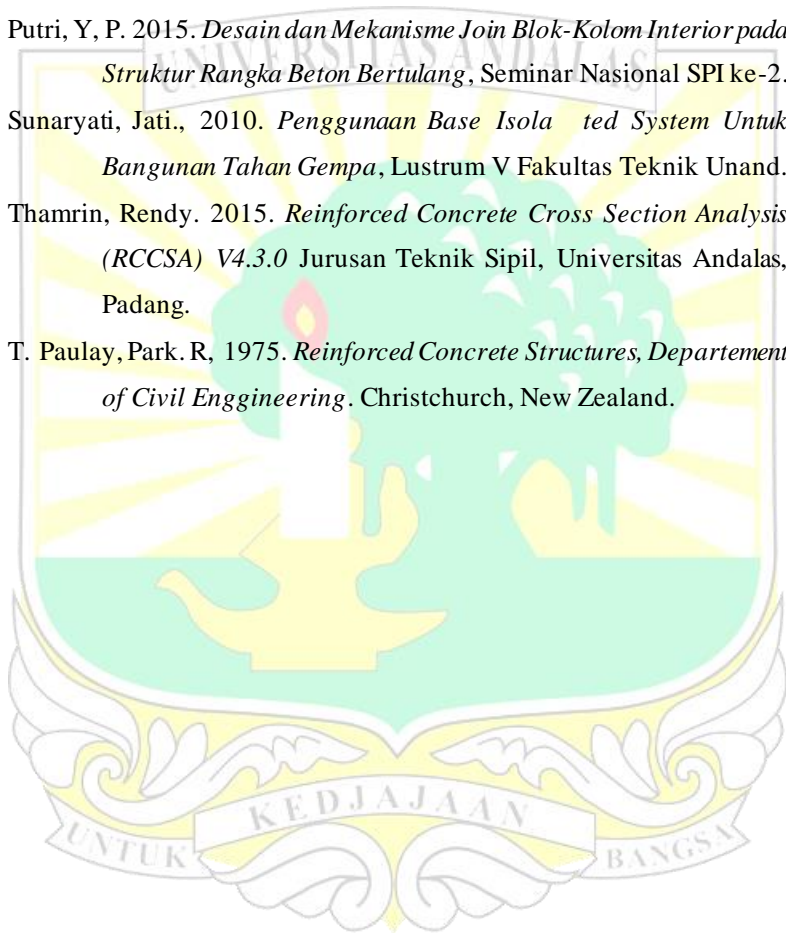 Putri, Y, P. 2015. Desain dan Mekanisme Join Blok-Kolom Interior pada
Struktur Rangka Beton Bertulang, Seminar Nasional SPI ke-2.
Sunaryati, Jati., 2010. Penggunaan Base Isola ted System Untuk
Bangunan Tahan Gempa, Lustrum V Fakultas Teknik Unand.
Thamrin, Rendy. 2015. Reinforced Concrete Cross Section Analysis
(RCCSA) V4.3.0 Jurusan Teknik Sipil, Universitas Andalas,
Padang.
T. Paulay, Park. R, 1975. Reinforced Concrete Structures, Departement
of Civil Enggineering. Christchurch, New Zealand.
UNIVERSITAS ANDALAS
UNTUK KEDJAJAAN BANGSA